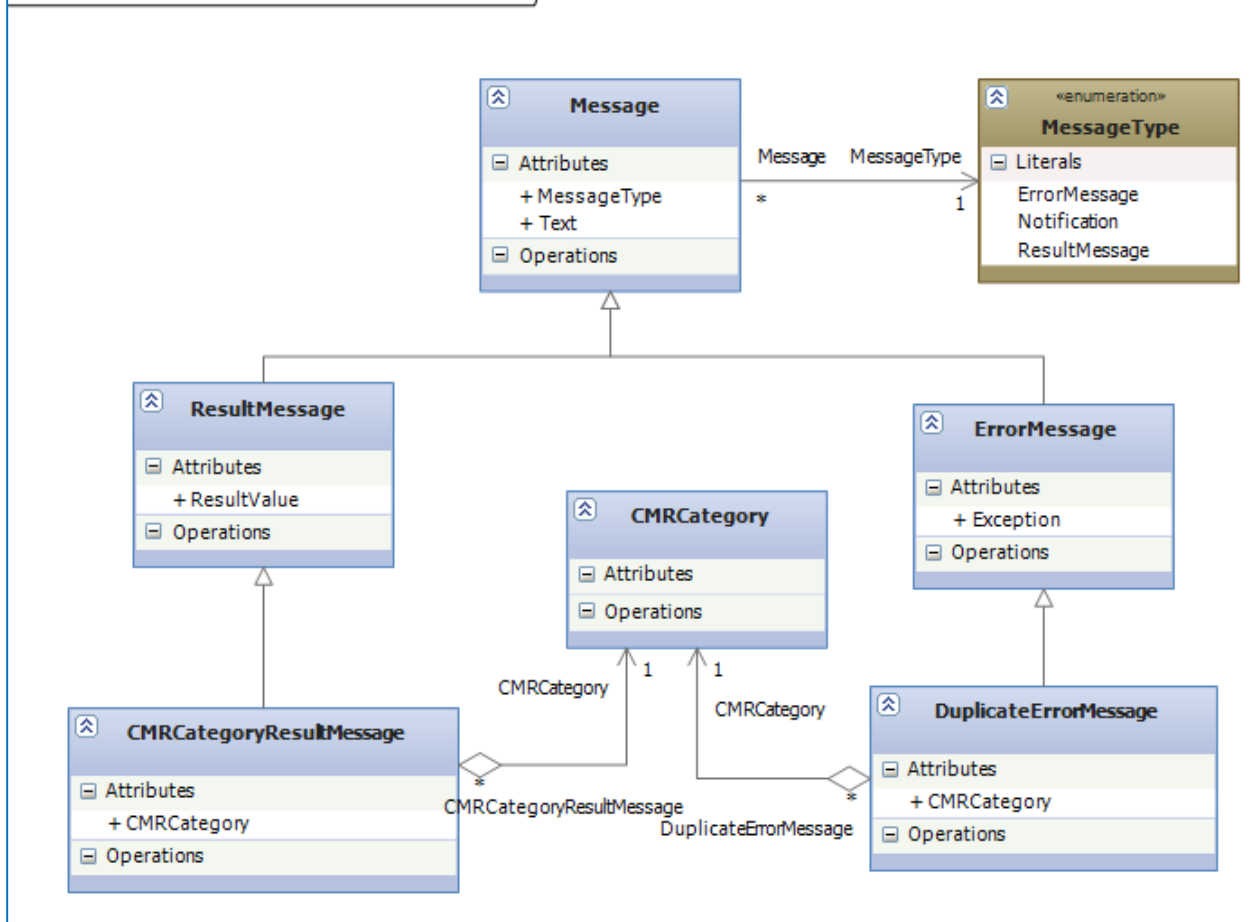 Message
Attributes
+ MessageType
+ Text
Operations
Message MessageType
* 1
«enumeration»
MessageType
Literals
ErrorMessage
Notification
ResultMessage
ResultMessage
Attributes
+ ResultValue
Operations
CMRCategory
Attributes
Operations
ErrorMessage
Attributes
+ Exception
Operations
1 1
CMRCategory
CMRCategory
CMRCategoryResultMessage
Attributes
+ CMRCategory
Operations
*
CMRCategoryResultMessage
*
DuplicateErrorMessage
DuplicateErrorMessage
Attributes
+ CMRCategory
Operations